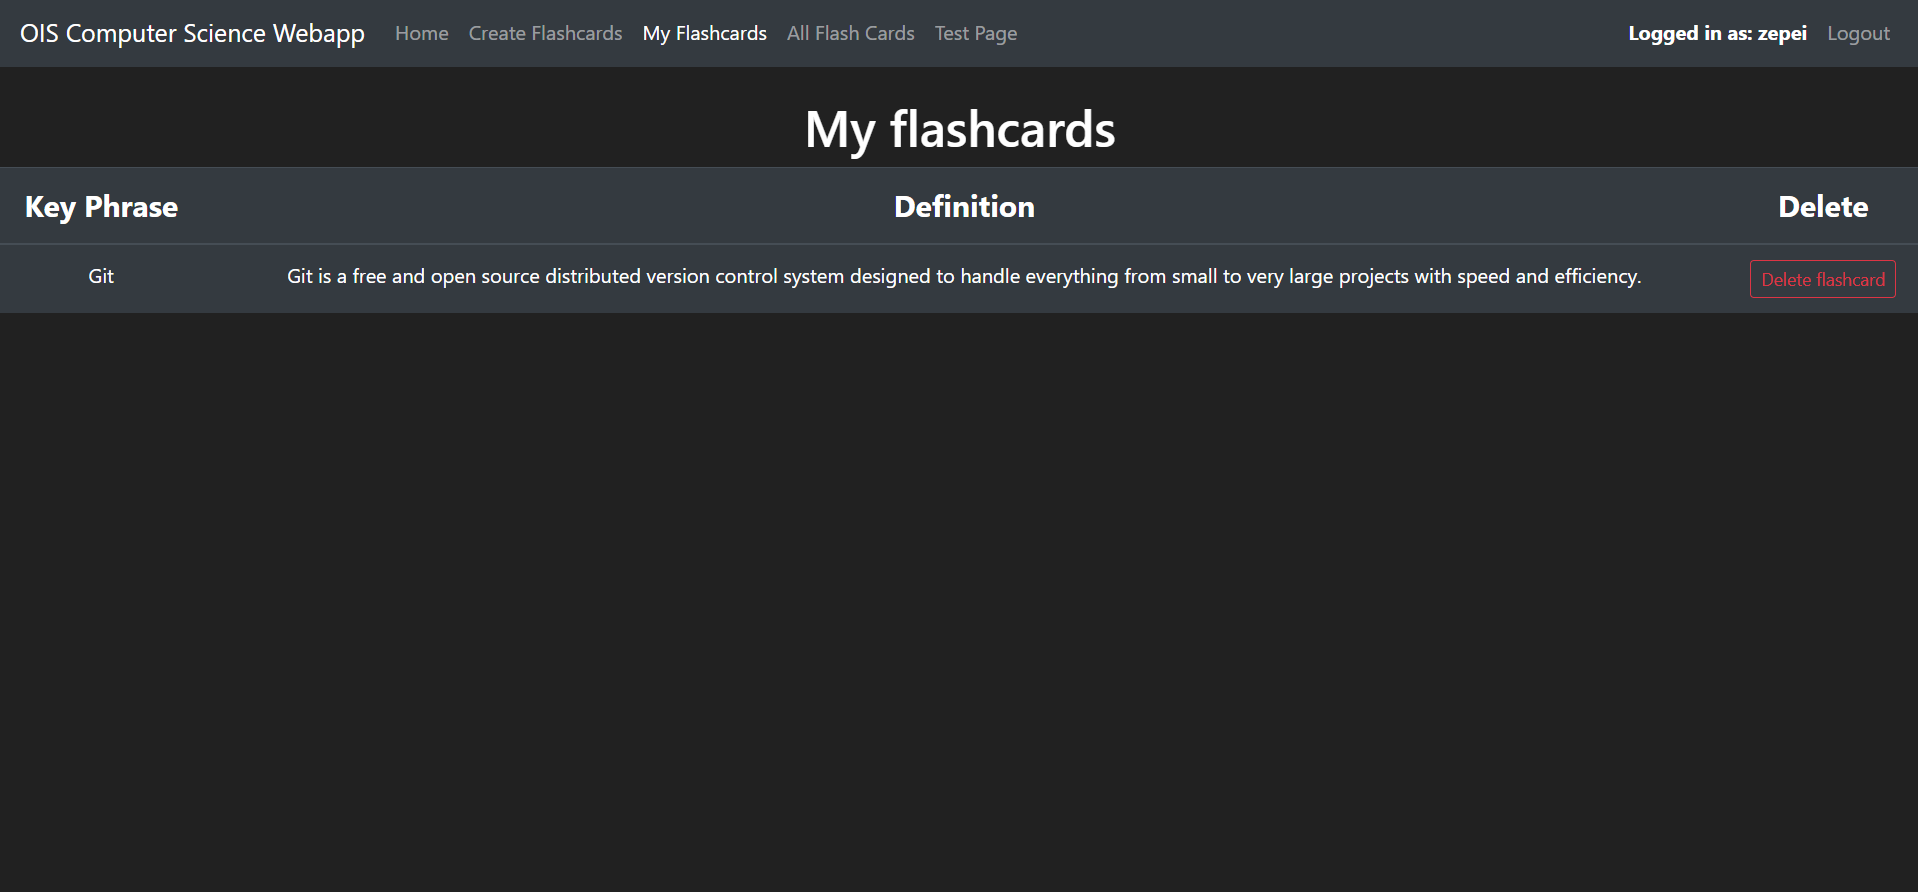 OIS Computer Science Webapp Home Create Flashcards My Flashcards All Flash Cards Test Page Logged in as: zepei Logout
My flashcards
Key Phrase Definition Delete
Git Git is a free and open source distributed version control system designed to handle everything from small to very large projects with speed and efficiency. Delete flashcard